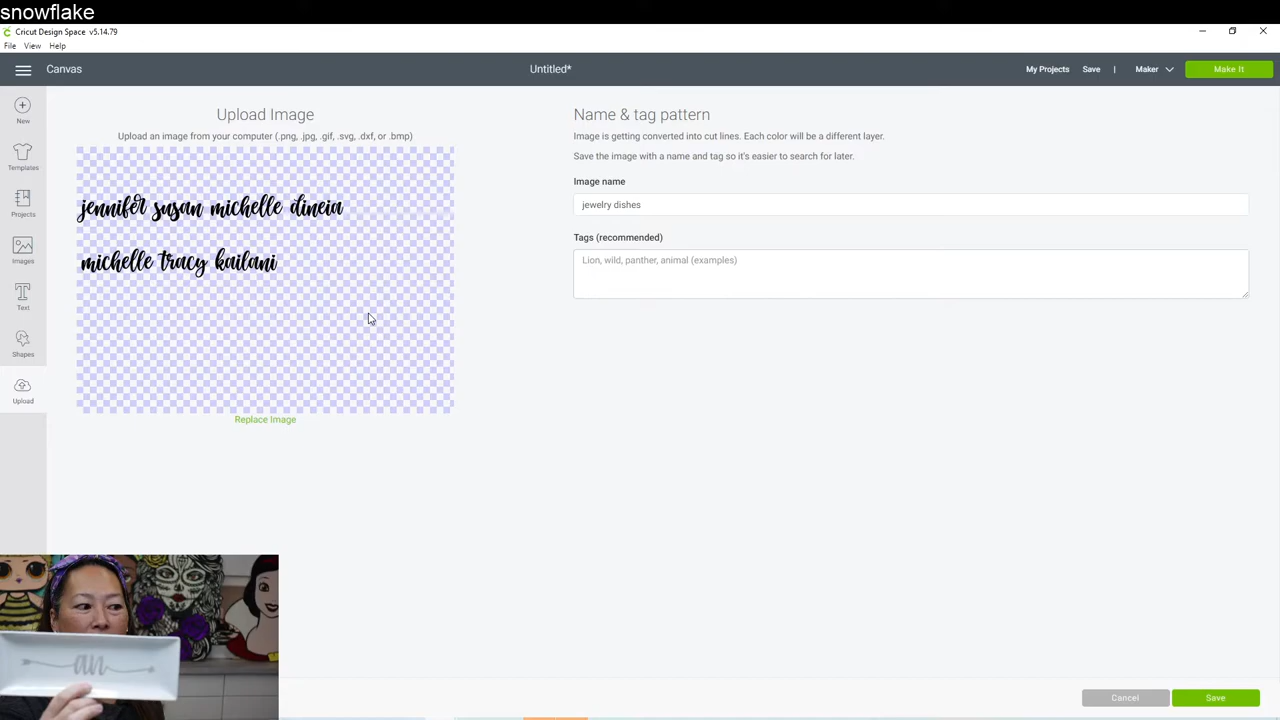 snowflake
Cricut Design Space v5.14.79
File View Help
Canvas Untitled* My Projects Save | Maker Make It
New
Templates
Projects
Images
Text
Shapes
Upload
Upload Image
Upload an image from your computer (.png, .jpg, .gif, .svg, .dxf, or .bmp)
jennifer susan michelle dineia
michelle tracy kailani
Replace Image
Name & tag pattern
Image is getting converted into cut lines. Each color will be a different layer.
Save the image with a name and tag so it's easier to search for later.
Image name
jewelry dishes
Tags (recommended)
Lion, wild, panther, animal (examples)
an
Cancel Save